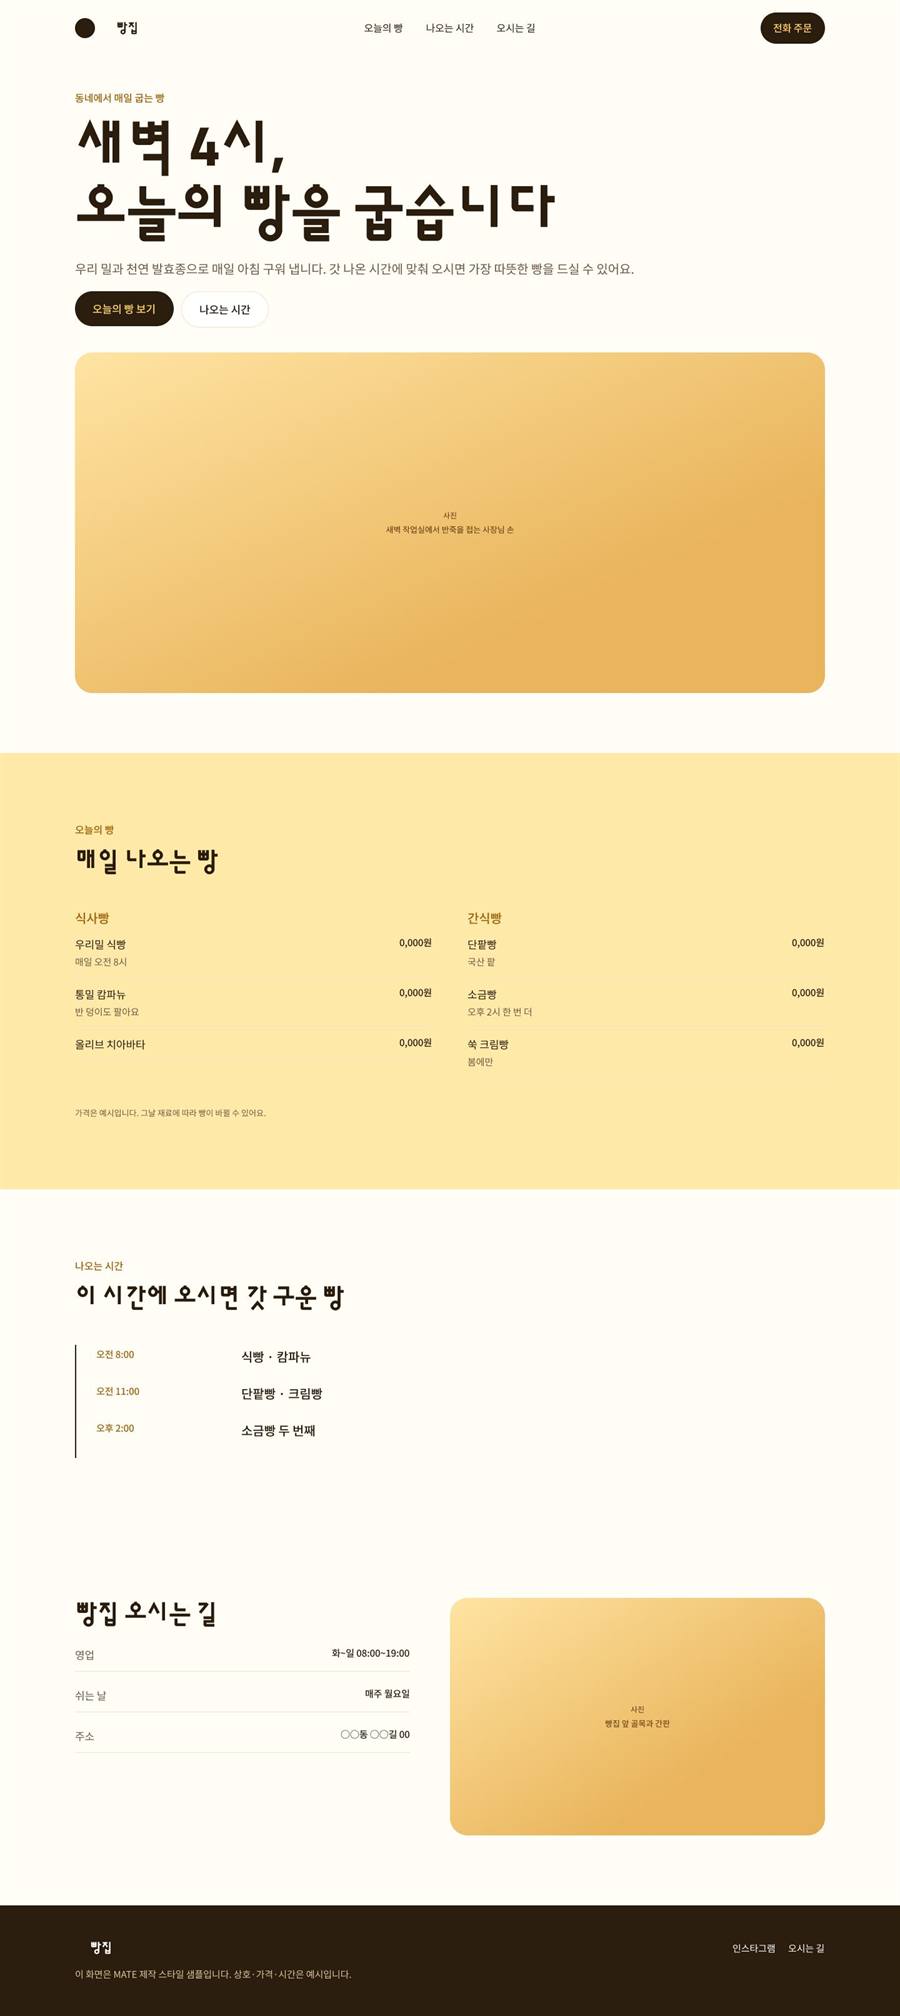 빵집
오늘의 빵 나오는 시간 오시는 길
전화 주문
동네에서 매일 굽는 빵
새벽 4시,
오늘의 빵을 굽습니다
우리 밀과 천연 발효종으로 매일 아침 구워 냅니다. 갓 나온 시간에 맞춰 오시면 가장 따뜻한 빵을 드실 수 있어요.
오늘의 빵 보기 나오는 시간
사진
새벽 작업실에서 반죽을 접는 사장님 손
오늘의 빵
매일 나오는 빵
식사빵
우리밀 식빵 0,000원
매일 오전 8시
통밀 캄파뉴 0,000원
반 덩이도 팔아요
올리브 치아바타 0,000원
간식빵
단팥빵 0,000원
국산 팥
소금빵 0,000원
오후 2시 한 번 더
쑥 크림빵 0,000원
봄에만
가격은 예시입니다. 그날 재료에 따라 빵이 바뀔 수 있어요.
나오는 시간
이 시간에 오시면 갓 구운 빵
오전 8:00 식빵 · 캄파뉴
오전 11:00 단팥빵 · 크림빵
오후 2:00 소금빵 두 번째
빵집 오시는 길
영업 화~일 08:00~19:00
쉬는 날 매주 월요일
주소 ○○동 ○○길 00
사진
빵집 앞 골목과 간판
빵집
인스타그램 오시는 길
이 화면은 MATE 제작 스타일 샘플입니다. 상호·가격·시간은 예시입니다.